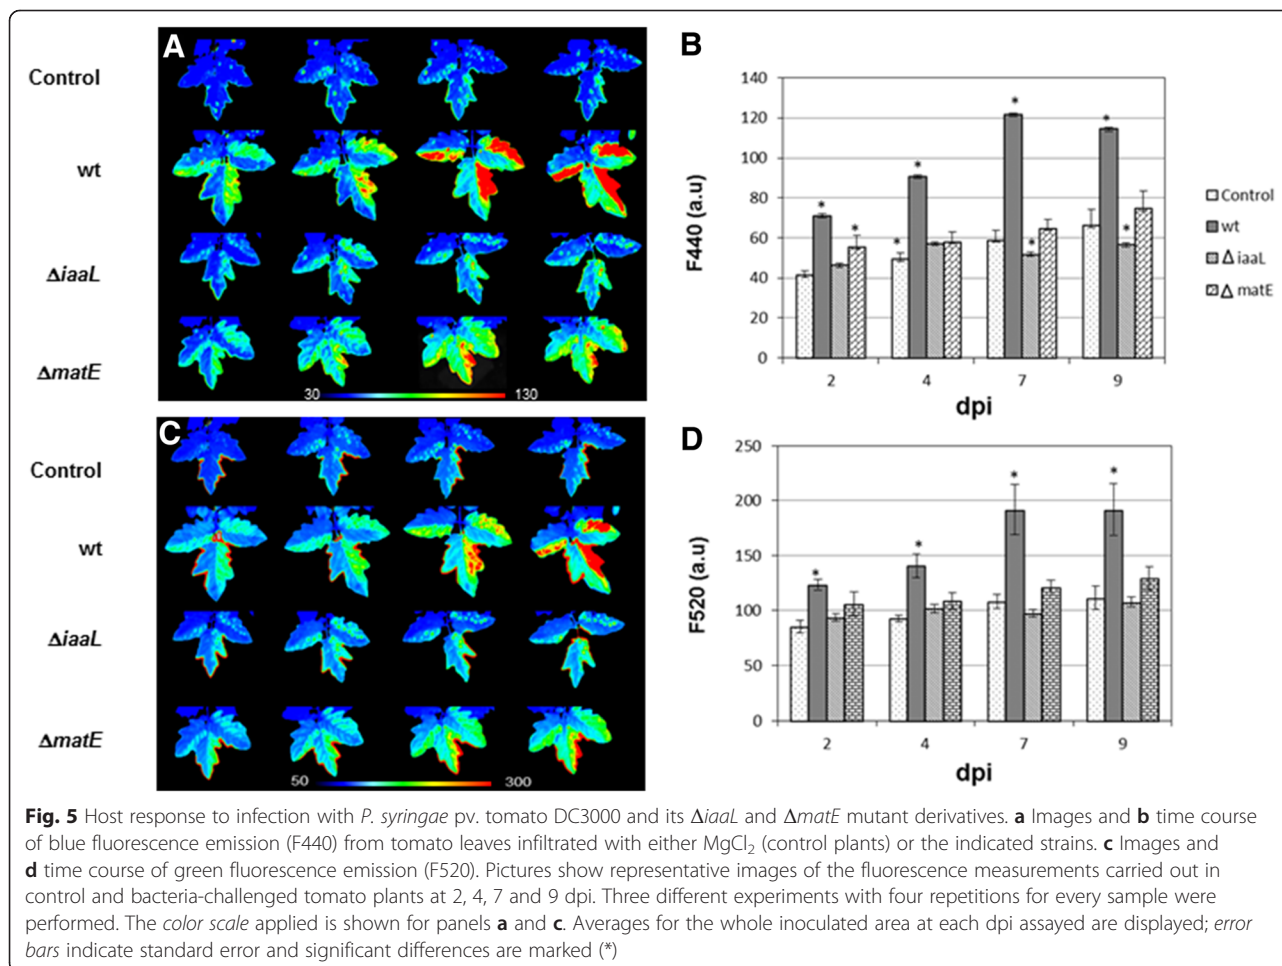 A
Control
wt
ΔiaaL
ΔmatE
30 130
B
140
120
100
80
60
40
20
0
F440 (a.u)
* * * * * * * *
2 4 7 9
dpi
Control
wt
Δ iaaL
Δ matE
C
Control
wt
ΔiaaL
ΔmatE
50 300
D
250
200
150
100
50
0
F520 (a.u)
* * * *
2 4 7 9
dpi
Fig. 5 Host response to infection with P. syringae pv. tomato DC3000 and its ΔiaaL and ΔmatE mutant derivatives. a Images and b time course
of blue fluorescence emission (F440) from tomato leaves infiltrated with either MgCl₂ (control plants) or the indicated strains. c Images and
d time course of green fluorescence emission (F520). Pictures show representative images of the fluorescence measurements carried out in
control and bacteria-challenged tomato plants at 2, 4, 7 and 9 dpi. Three different experiments with four repetitions for every sample were
performed. The color scale applied is shown for panels a and c. Averages for the whole inoculated area at each dpi assayed are displayed; error
bars indicate standard error and significant differences are marked (*)